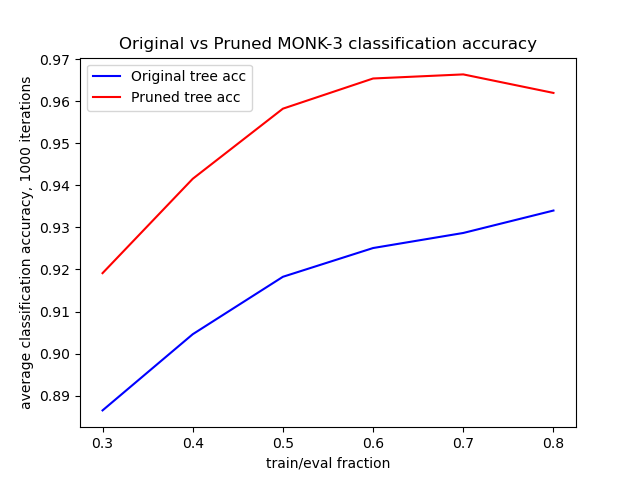 Original vs Pruned MONK-3 classification accuracy
Original tree acc
Pruned tree acc
average classification accuracy, 1000 iterations
0.97
0.96
0.95
0.94
0.93
0.92
0.91
0.90
0.89
0.3 0.4 0.5 0.6 0.7 0.8
train/eval fraction